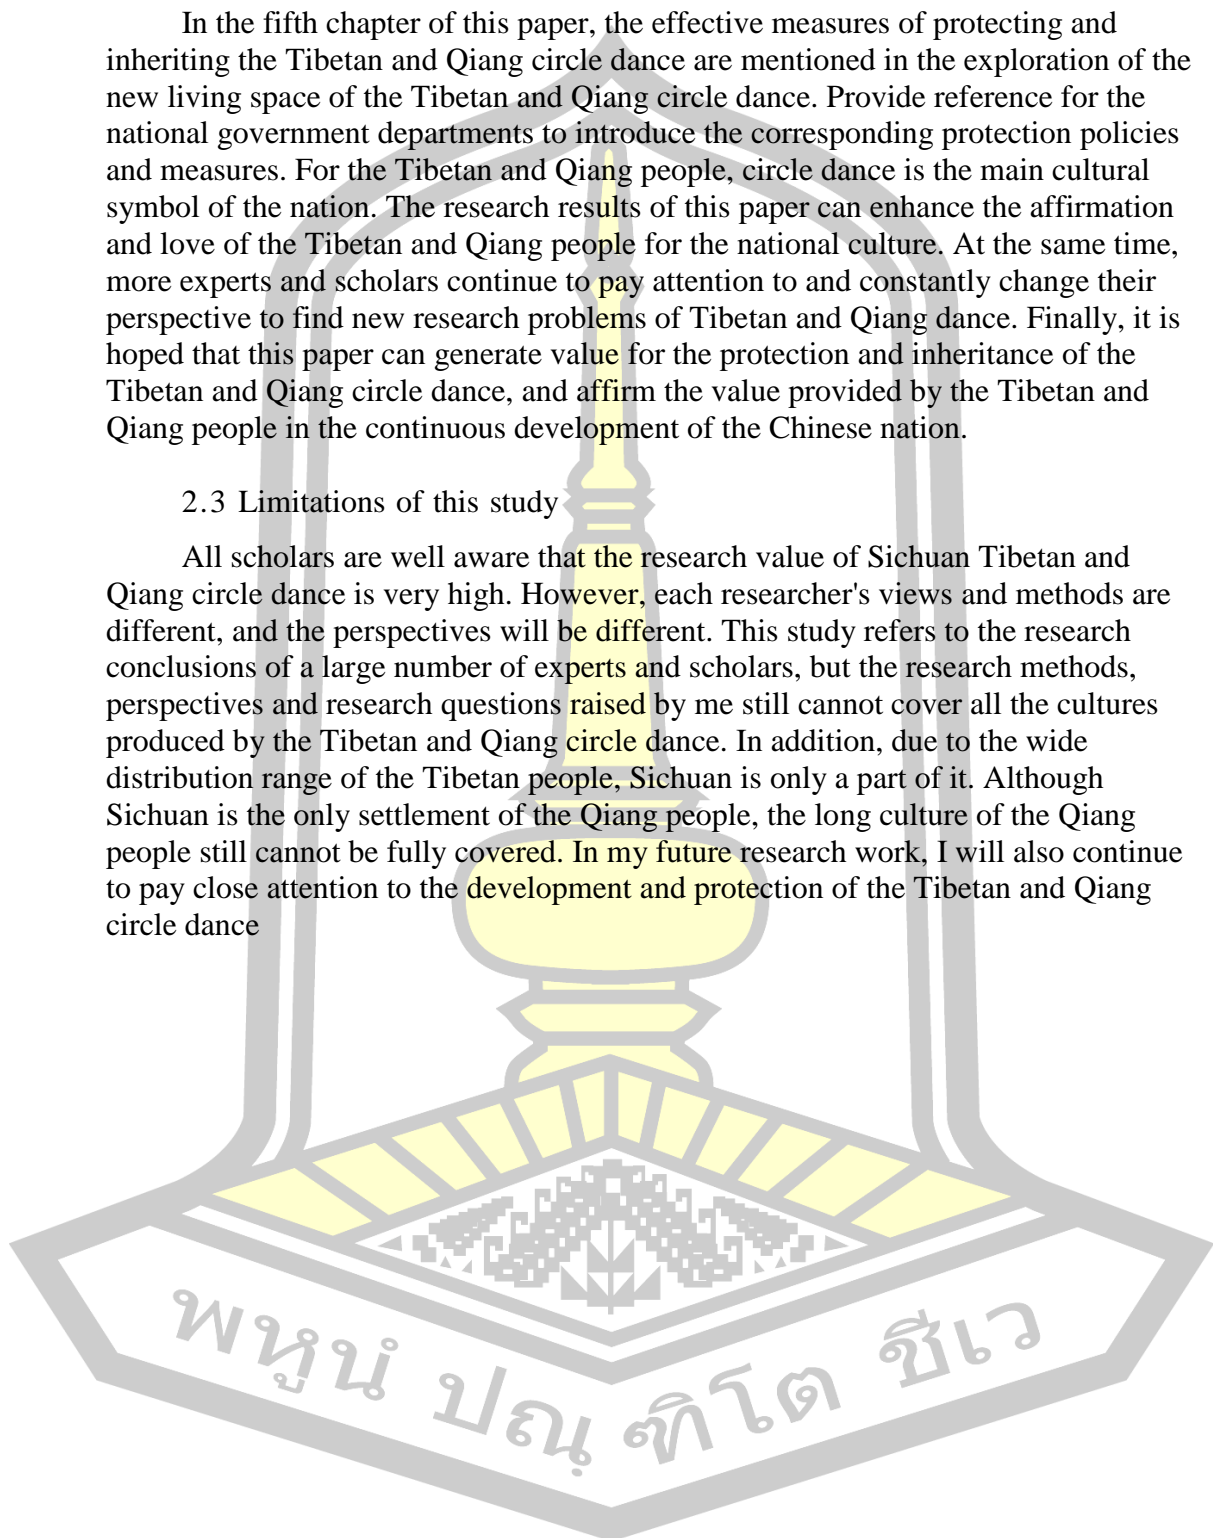 In the fifth chapter of this paper, the effective measures of protecting and
inheriting the Tibetan and Qiang circle dance are mentioned in the exploration of the
new living space of the Tibetan and Qiang circle dance. Provide reference for the
national government departments to introduce the corresponding protection policies
and measures. For the Tibetan and Qiang people, circle dance is the main cultural
symbol of the nation. The research results of this paper can enhance the affirmation
and love of the Tibetan and Qiang people for the national culture. At the same time,
more experts and scholars continue to pay attention to and constantly change their
perspective to find new research problems of Tibetan and Qiang dance. Finally, it is
hoped that this paper can generate value for the protection and inheritance of the
Tibetan and Qiang circle dance, and affirm the value provided by the Tibetan and
Qiang people in the continuous development of the Chinese nation.
2.3 Limitations of this study
All scholars are well aware that the research value of Sichuan Tibetan and
Qiang circle dance is very high. However, each researcher's views and methods are
different, and the perspectives will be different. This study refers to the research
conclusions of a large number of experts and scholars, but the research methods,
perspectives and research questions raised by me still cannot cover all the cultures
produced by the Tibetan and Qiang circle dance. In addition, due to the wide
distribution range of the Tibetan people, Sichuan is only a part of it. Although
Sichuan is the only settlement of the Qiang people, the long culture of the Qiang
people still cannot be fully covered. In my future research work, I will also continue
to pay close attention to the development and protection of the Tibetan and Qiang
circle dance
พหูนํ ปณฺฑิโต ชีเว